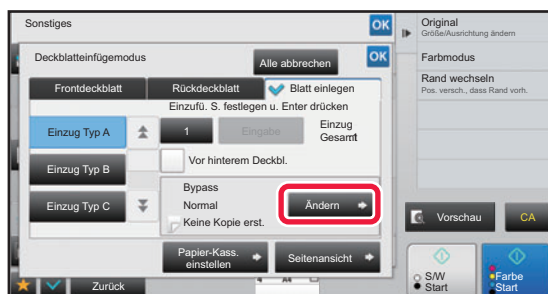 Sonstiges
OK
Deckblatteinfügemodus
Alle abbrechen
OK
Frontdeckblatt
Rückdeckblatt
Blatt einlegen
Einzufü. S. festlegen u. Enter drücken
Einzug Typ A
1
Eingabe
Einzug
Gesamt
1
Vor hinterem Deckbl.
Einzug Typ B
Bypass
Normal
Ändern
Einzug Typ C
Keine Kopie erst.
Papier-Kass.
einstellen
Seitenansicht
Zurück
A4
Original
Größe/Ausrichtung ändern
Farbmodus
Rand wechseln
Pos. versch., dass Rand vorh.
Vorschau
CA
S/W
Start
Farbe
Start